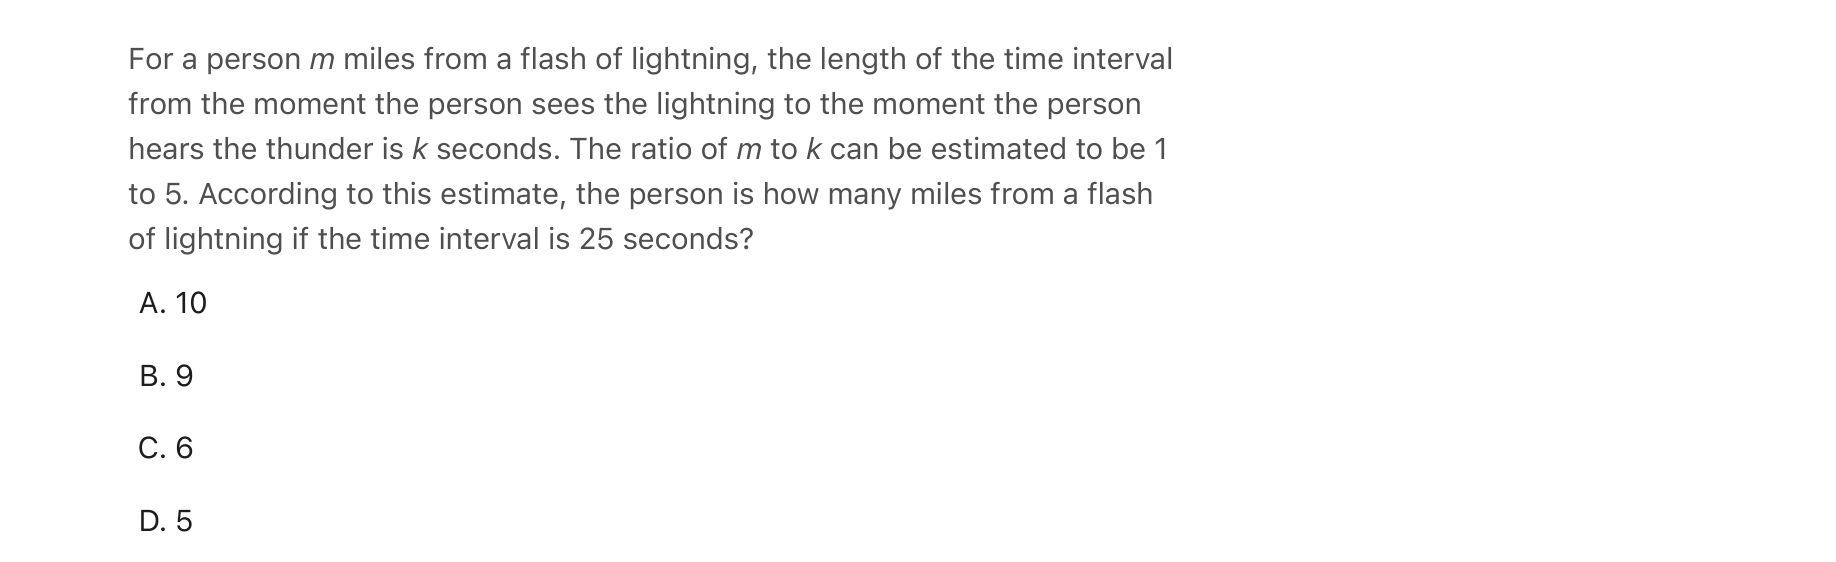 For a person m miles from a flash of lightning, the length of the time interval
from the moment the person sees the lightning to the moment the person
hears the thunder is k seconds. The ratio of m to k can be estimated to be 1
to 5. According to this estimate, the person is how many miles from a flash
of lightning if the time interval is 25 seconds?
A. 10
B. 9
C. 6
D. 5